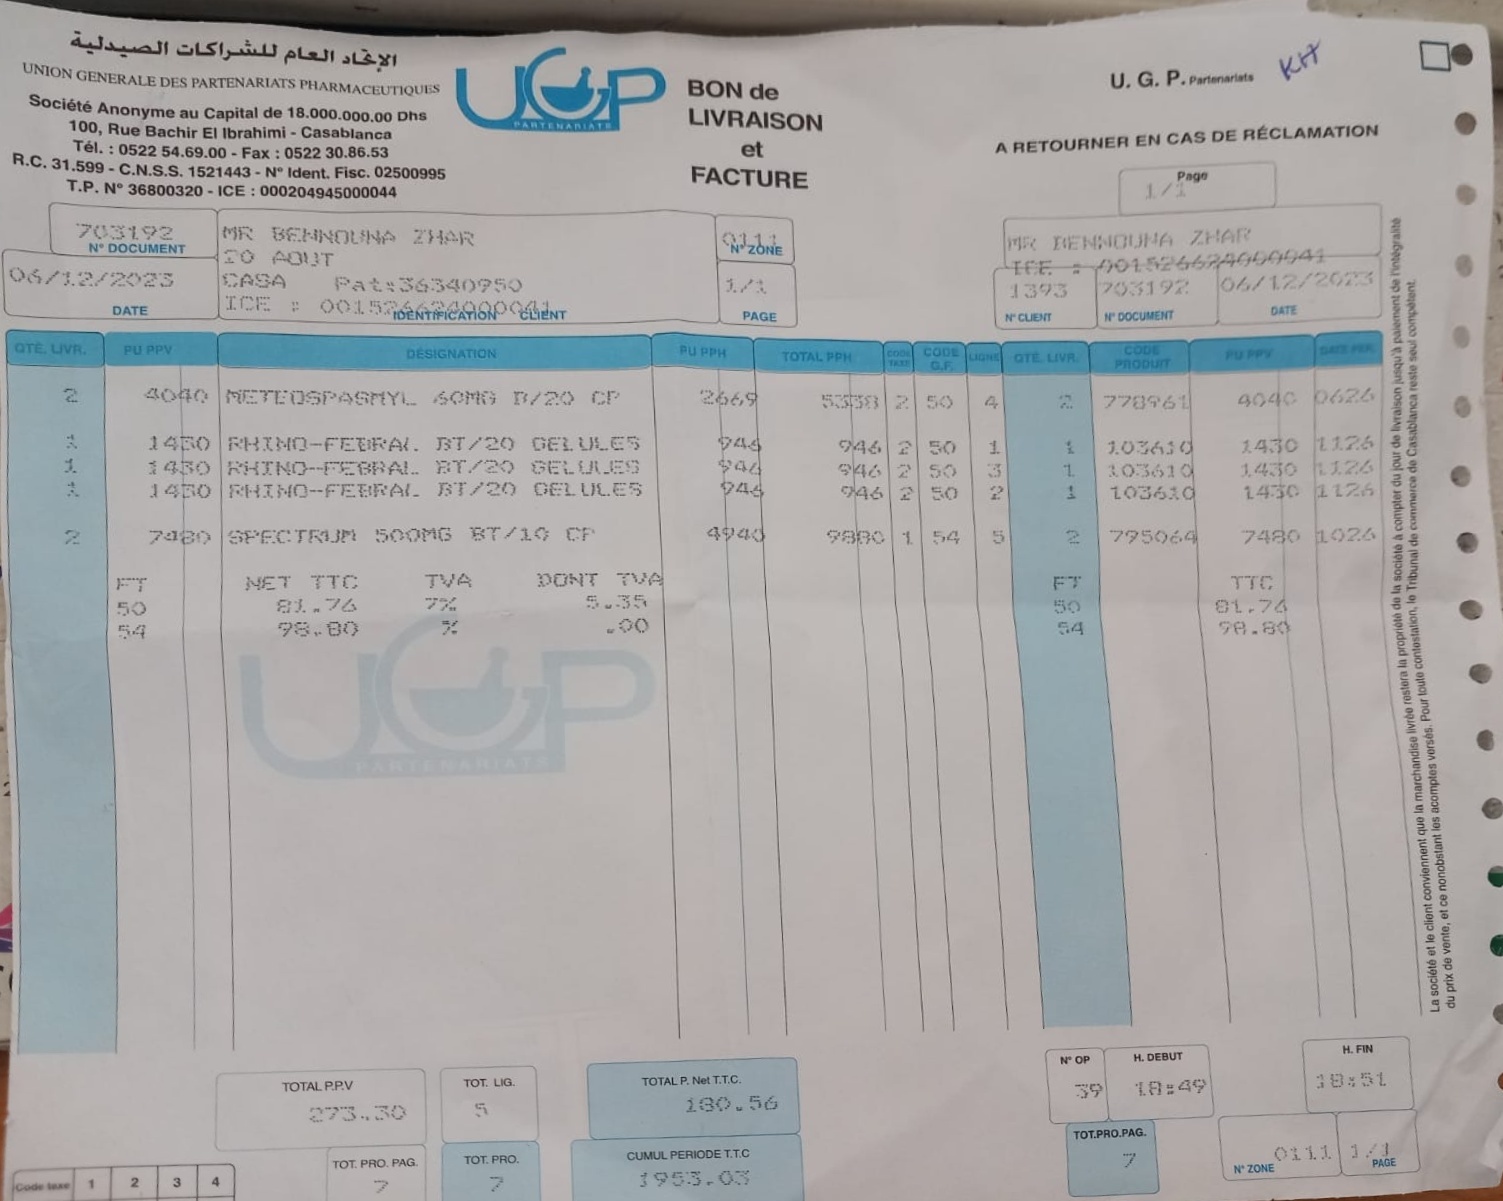 الإتحاد العام للشراكات الصيدلية
UNION GENERALE DES PARTENARIATS PHARMACEUTIQUES
Société Anonyme au Capital de 18.000.000.00 Dhs
100, Rue Bachir El Ibrahimi - Casablanca
Tél. : 0522 54.69.00 - Fax : 0522 30.86.53
R.C. 31.599 - C.N.S.S. 1521443 - N° Ident. Fisc. 02500995
T.P. N° 36800320 - ICE : 000204945000044
UGP
PARTENARIATS
BON de
LIVRAISON
et
FACTURE
U. G. P. Partenariats
KH
A RETOURNER EN CAS DE RÉCLAMATION
Page
1/1
703192
N° DOCUMENT
06/12/2023
DATE
MR BENNOUNA ZHAR
20 AOUT
CASA Pat:36340950
ICE : 001526624000041
IDENTIFICATION CLIENT
0111
N° ZONE
1/1
PAGE
MR BENNOUNA ZHAR
ICE : 001526624000041
1393 703192 06/12/2023
N° CLIENT N° DOCUMENT DATE
QTÉ. LIVR. PU PPV DÉSIGNATION PU PPH TOTAL PPH CODE TAXE CODE G.F. LIGNE QTÉ. LIVR. CODE PRODUIT PU PPV DATE PER.
2 4040 METEOSPASMYL 60MG B/20 CP 2669 5338 2 50 4 2 778961 4040 0626
1 1430 RHINO-FEBRAL BT/20 GELULES 946 946 2 50 1 1 103610 1430 1126
1 1430 RHINO-FEBRAL BT/20 GELULES 946 946 2 50 3 1 103610 1430 1126
1 1430 RHINO-FEBRAL BT/20 GELULES 946 946 2 50 2 1 103610 1430 1126
2 7480 SPECTRUM 500MG BT/10 CP 4940 9880 1 54 5 2 795064 7480 1026
FT NET TTC TVA DONT TVA FT TTC
50 81.76 7% 5.35 50 81.76
54 98.80 % .00 54 98.80
UGP
PARTENARIATS
La société et le client conviennent que la marchandise livrée restera la propriété de la société à compter du jour de livraison jusqu'à paiement de l'intégralité
du prix de vente, et ce nonobstant les acomptes versés. Pour toute contestation, le Tribunal de commerce de Casablanca reste seul compétent.
TOTAL P.P.V
273.30
TOT. LIG.
5
TOTAL P. Net T.T.C.
180.56
N° OP
39
H. DEBUT
18:49
H. FIN
18:51
TOT. PRO. PAG.
7
TOT. PRO.
7
CUMUL PERIODE T.T.C
1953.03
TOT.PRO.PAG.
7
0111 1/1
N° ZONE PAGE
Code taxe 1 2 3 4